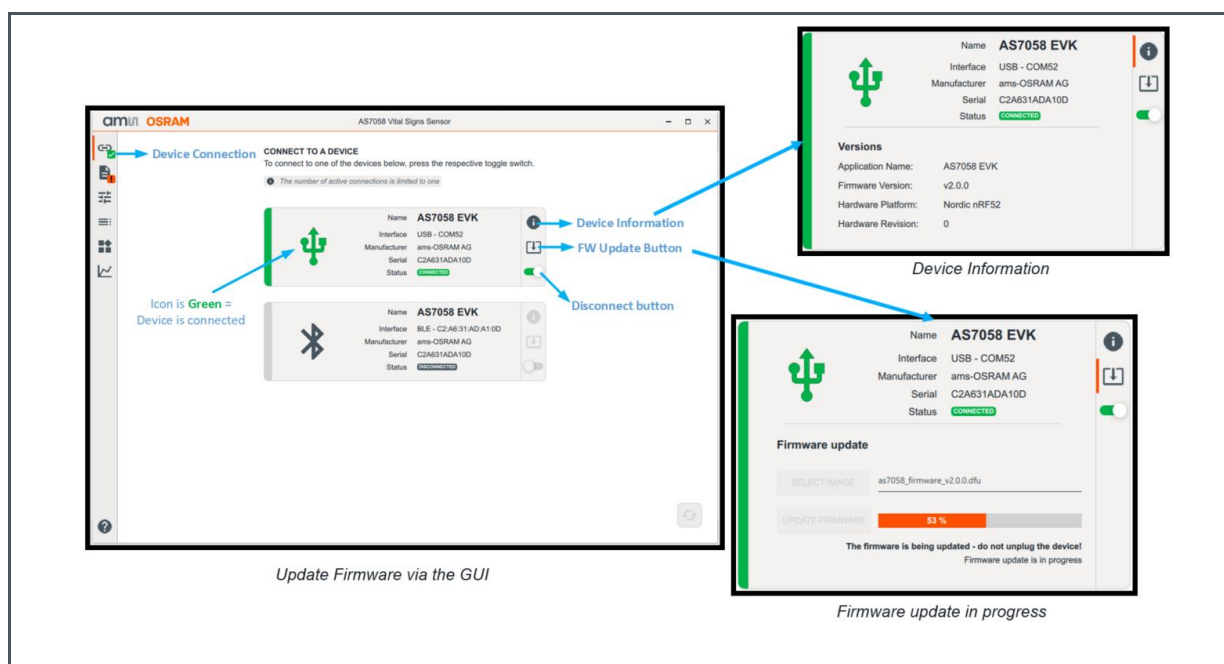 amu OSRAM
AS7058 Vital Signs Sensor
Device Connection
CONNECT TO A DEVICE
To connect to one of the devices below, press the respective toggle switch.
The number of active connections is limited to one
Name AS7058 EVK
Interface USB - COM52
Manufacturer ams-OSRAM AG
Serial C2A631ADA10D
Status CONNECTED
Device Information
FW Update Button
Disconnect button
Icon is Green =
Device is connected
Name AS7058 EVK
Interface BLE - C2:A6:31:AD:A1:0D
Manufacturer ams-OSRAM AG
Serial C2A631ADA10D
Status DISCONNECTED
Update Firmware via the GUI
Name AS7058 EVK
Interface USB - COM52
Manufacturer ams-OSRAM AG
Serial C2A631ADA10D
Status CONNECTED
Versions
Application Name: AS7058 EVK
Firmware Version: v2.0.0
Hardware Platform: Nordic nRF52
Hardware Revision: 0
Device Information
Name AS7058 EVK
Interface USB - COM52
Manufacturer ams-OSRAM AG
Serial C2A631ADA10D
Status CONNECTED
Firmware update
SELECT IMAGE as7058_firmware_v2.0.0.dfu
UPDATE FIRMWARE 53 %
The firmware is being updated - do not unplug the device!
Firmware update is in progress
Firmware update in progress